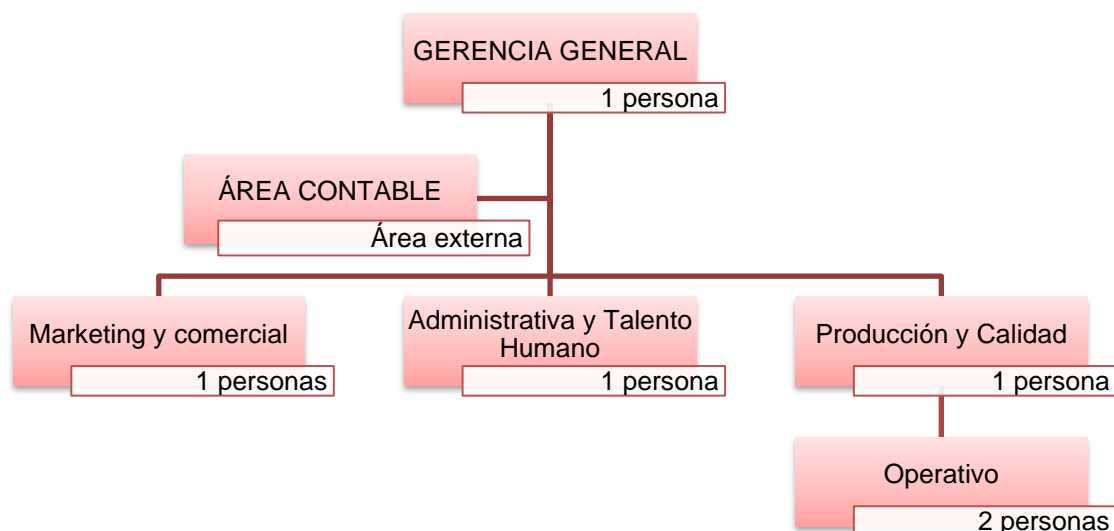 GERENCIA GENERAL
1 persona
ÁREA CONTABLE
Área externa
Marketing y comercial
1 personas
Administrativa y Talento
Humano
1 persona
Producción y Calidad
1 persona
Operativo
2 personas